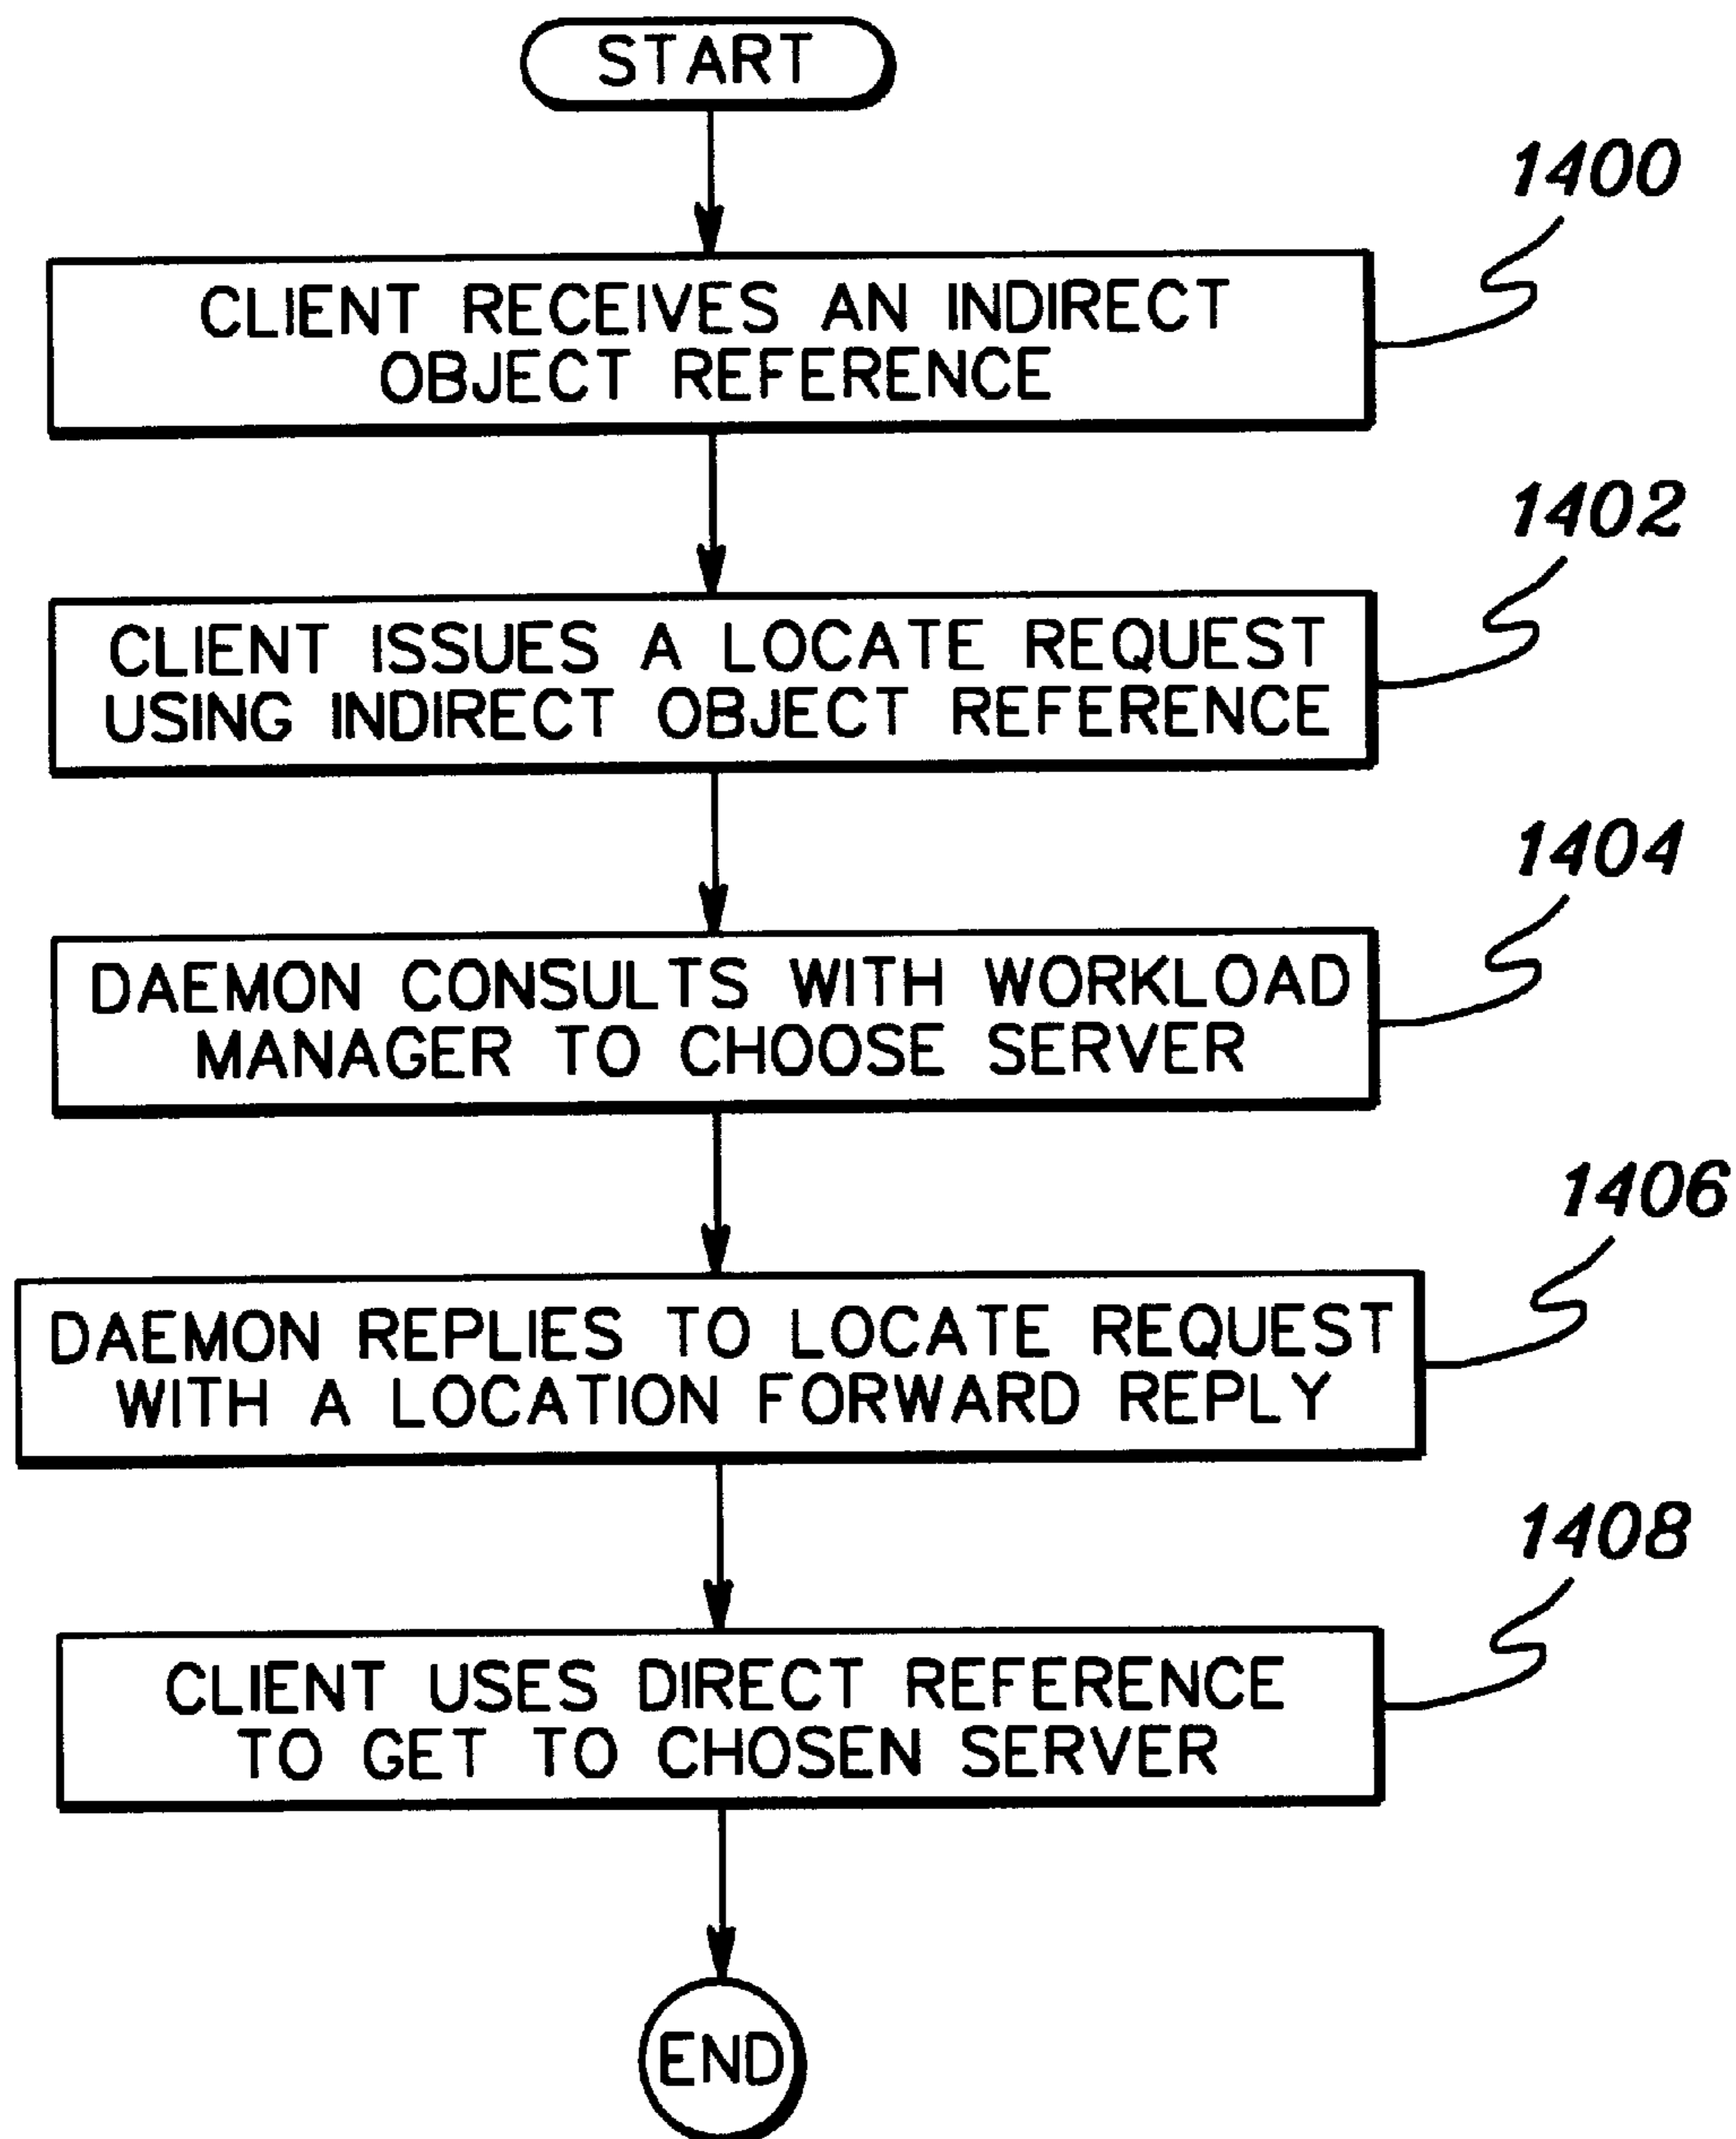 START
1400
CLIENT RECEIVES AN INDIRECT
OBJECT REFERENCE
1402
CLIENT ISSUES A LOCATE REQUEST
USING INDIRECT OBJECT REFERENCE
1404
DAEMON CONSULTS WITH WORKLOAD
MANAGER TO CHOOSE SERVER
1406
DAEMON REPLIES TO LOCATE REQUEST
WITH A LOCATION FORWARD REPLY
1408
CLIENT USES DIRECT REFERENCE
TO GET TO CHOSEN SERVER
END